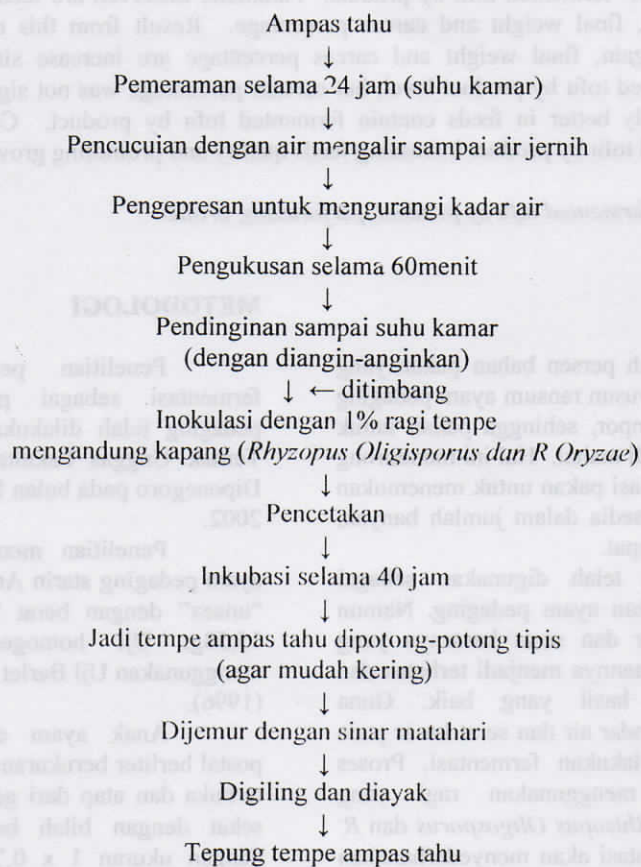 Ampas tahu
↓
Pemeraman selama 24 jam (suhu kamar)
↓
Pencucuian dengan air mengalir sampai air jernih
↓
Pengepresan untuk mengurangi kadar air
↓
Pengukusan selama 60menit
↓
Pendinginan sampai suhu kamar
(dengan diangin-anginkan)
↓ ← ditimbang
Inokulasi dengan 1% ragi tempe
mengandung kapang (Rhyzopus Oligisporus dan R Oryzae)
↓
Pencetakan
↓
Inkubasi selama 40 jam
↓
Jadi tempe ampas tahu dipotong-potong tipis
(agar mudah kering)
↓
Dijemur dengan sinar matahari
↓
Digiling dan diayak
↓
Tepung tempe ampas tahu